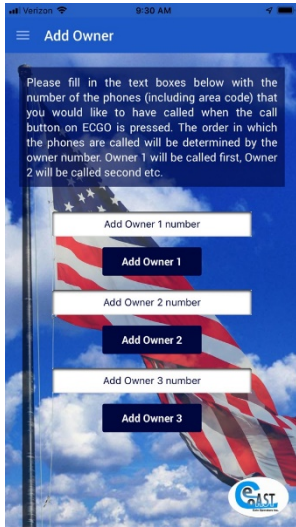 Verizon 9:30 AM
Add Owner
Please fill in the text boxes below with the
number of the phones (including area code) that
you would like to have called when the call
button on ECGO is pressed. The order in which
the phones are called will be determined by the
owner number. Owner 1 will be called first, Owner
2 will be called second etc.
Add Owner 1 number
Add Owner 1
Add Owner 2 number
Add Owner 2
Add Owner 3 number
Add Owner 3